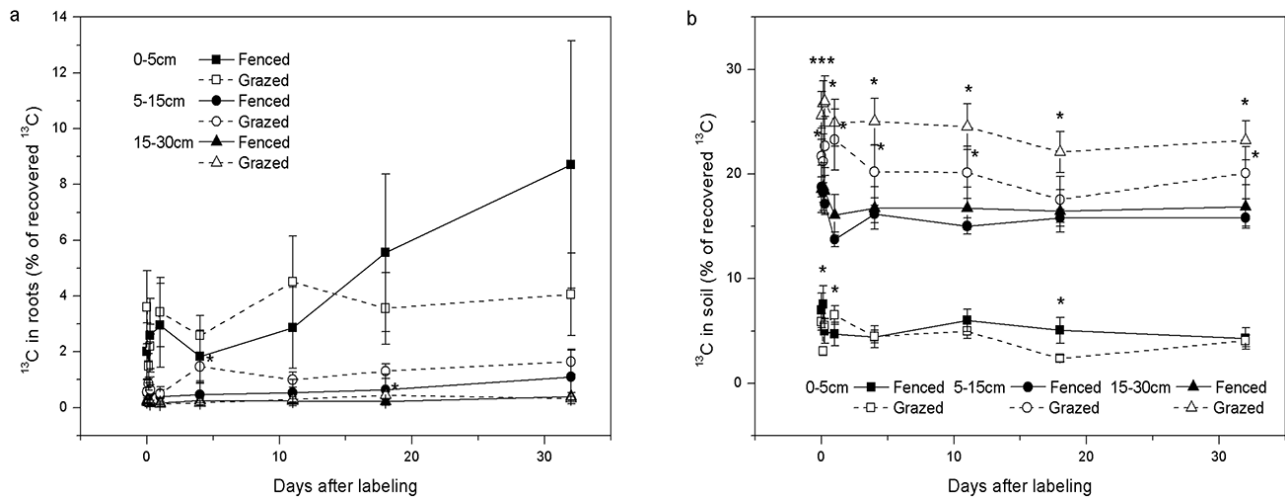 a
14
12
10
8
6
4
2
0
¹³C in roots (% of recovered ¹³C)
0-5cm Fenced
Grazed
5-15cm Fenced
Grazed
15-30cm Fenced
Grazed
*
*
0 10 20 30
Days after labeling
b
30
20
10
0
¹³C in soil (% of recovered ¹³C)
***
* * * * * *
* * * * *
* * *
0-5cm Fenced 5-15cm Fenced 15-30cm Fenced
Grazed Grazed Grazed
0 10 20 30
Days after labeling